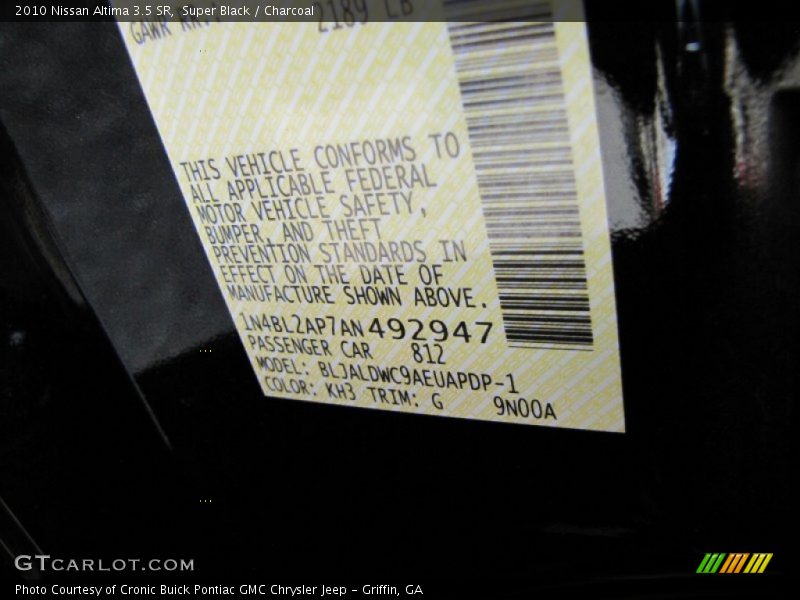 2010 Nissan Altima 3.5 SR, Super Black / Charcoal
2189 LB
THIS VEHICLE CONFORMS TO
ALL APPLICABLE FEDERAL
MOTOR VEHICLE SAFETY,
BUMPER, AND THEFT
PREVENTION STANDARDS IN
EFFECT ON THE DATE OF
MANUFACTURE SHOWN ABOVE.
1N4BL2AP7AN492947
PASSENGER CAR 812
MODEL: BLJALDWC9AEUAPDP-1
COLOR: KH3 TRIM: G 9N00A
GTCARLOT.COM
Photo Courtesy of Cronic Buick Pontiac GMC Chrysler Jeep - Griffin, GA